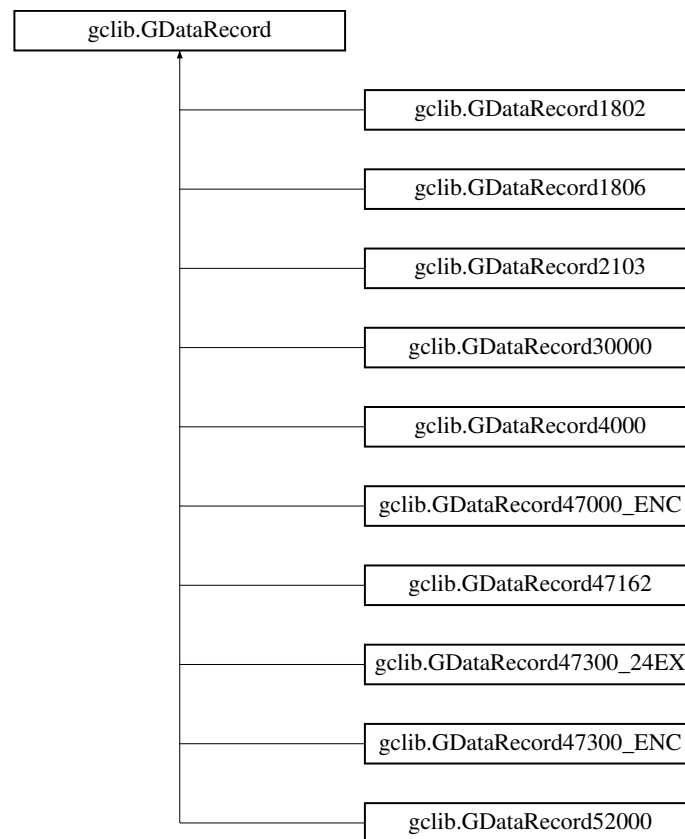 gclib.GDataRecord
gclib.GDataRecord1802
gclib.GDataRecord1806
gclib.GDataRecord2103
gclib.GDataRecord30000
gclib.GDataRecord4000
gclib.GDataRecord47000_ENC
gclib.GDataRecord47162
gclib.GDataRecord47300_24EX
gclib.GDataRecord47300_ENC
gclib.GDataRecord52000